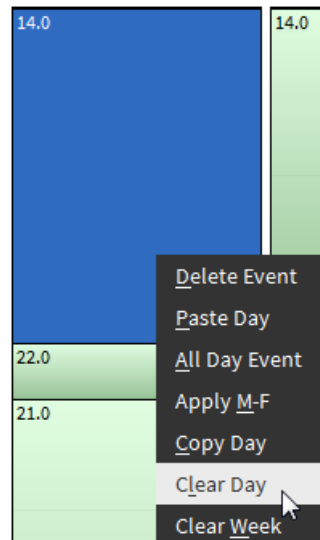 14.0
14.0
Delete Event
Paste Day
All Day Event
22.0
Apply M-F
21.0
Copy Day
Clear Day
Clear Week